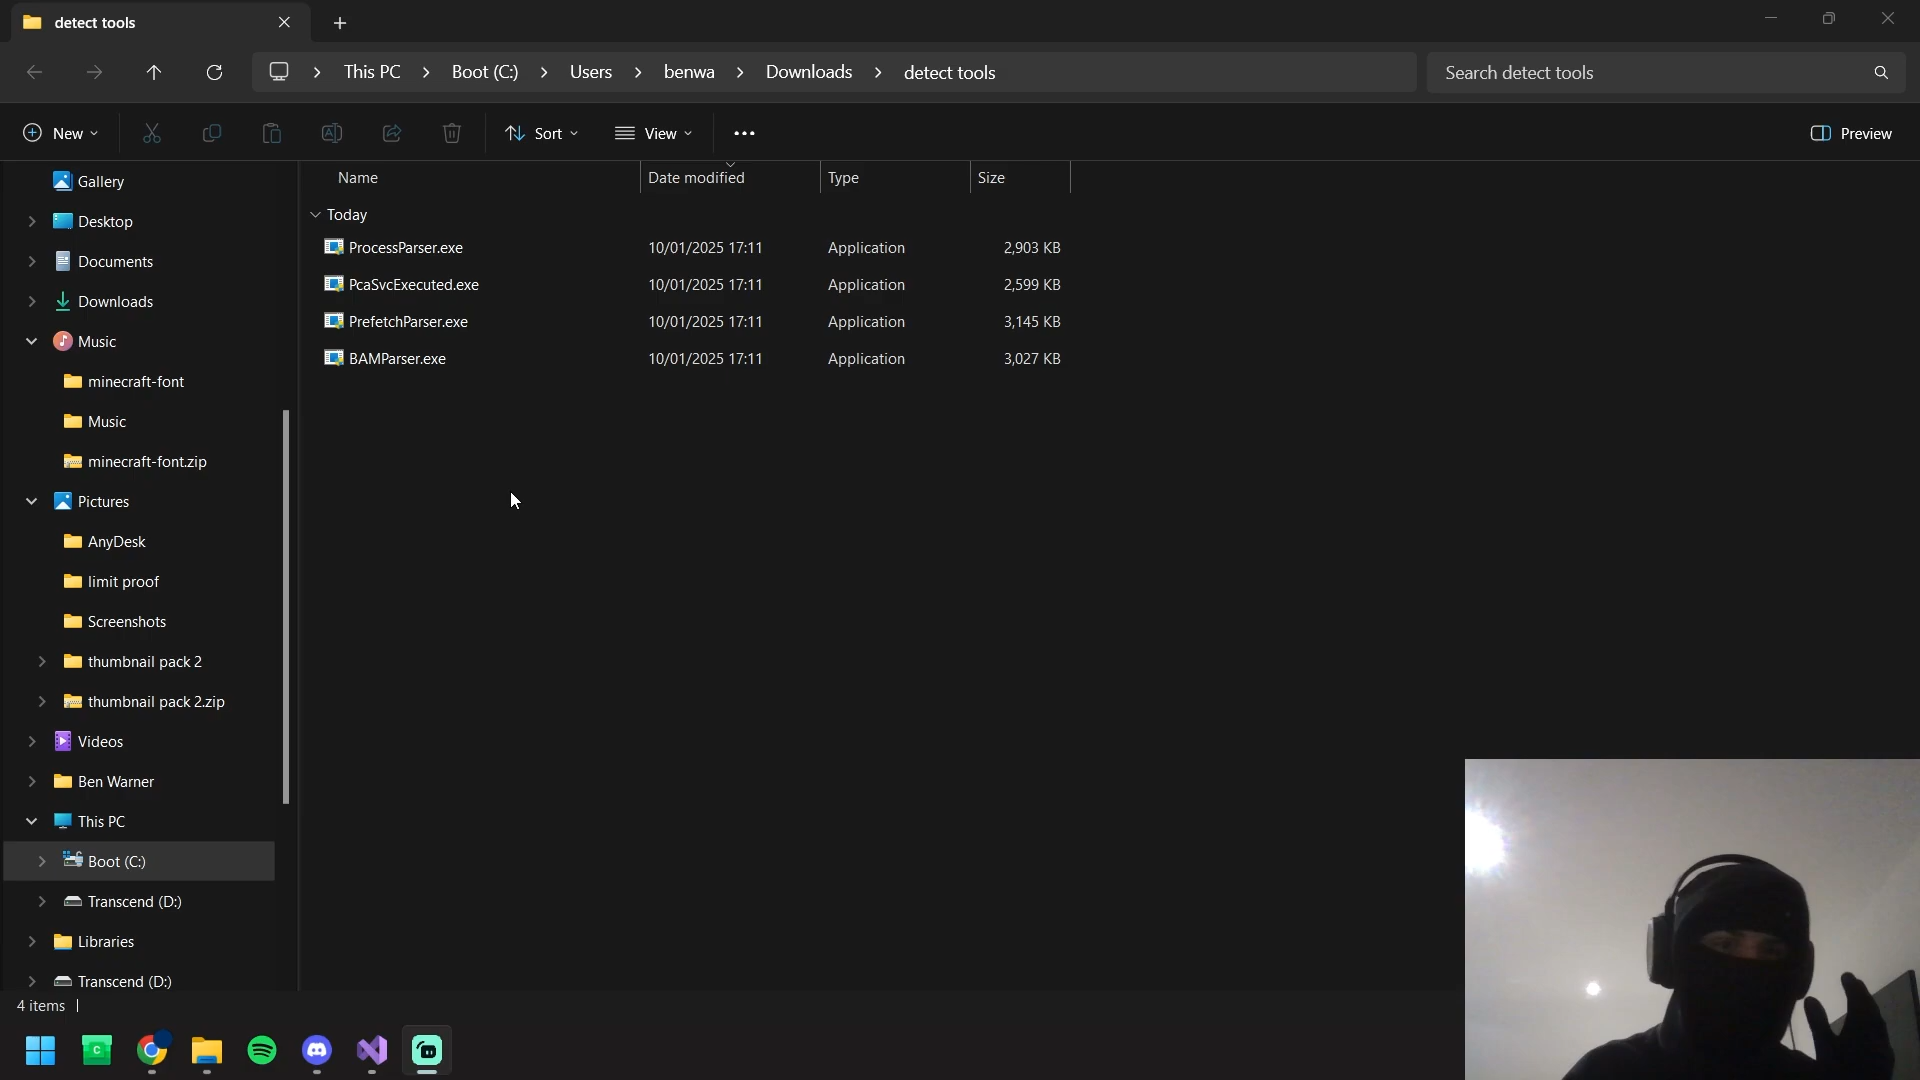 detect tools
This PC > Boot (C:) > Users > benwa > Downloads > detect tools
Search detect tools
New
Sort
View
Preview
Gallery
Desktop
Documents
Downloads
Music
minecraft-font
Music
minecraft-font.zip
Pictures
AnyDesk
limit proof
Screenshots
thumbnail pack 2
thumbnail pack 2.zip
Videos
Ben Warner
This PC
Boot (C:)
Transcend (D:)
Libraries
Transcend (D:)
Name Date modified Type Size
Today
ProcessParser.exe 10/01/2025 17:11 Application 2,903 KB
PcaSvcExecuted.exe 10/01/2025 17:11 Application 2,599 KB
PrefetchParser.exe 10/01/2025 17:11 Application 3,145 KB
BAMParser.exe 10/01/2025 17:11 Application 3,027 KB
4 items
C